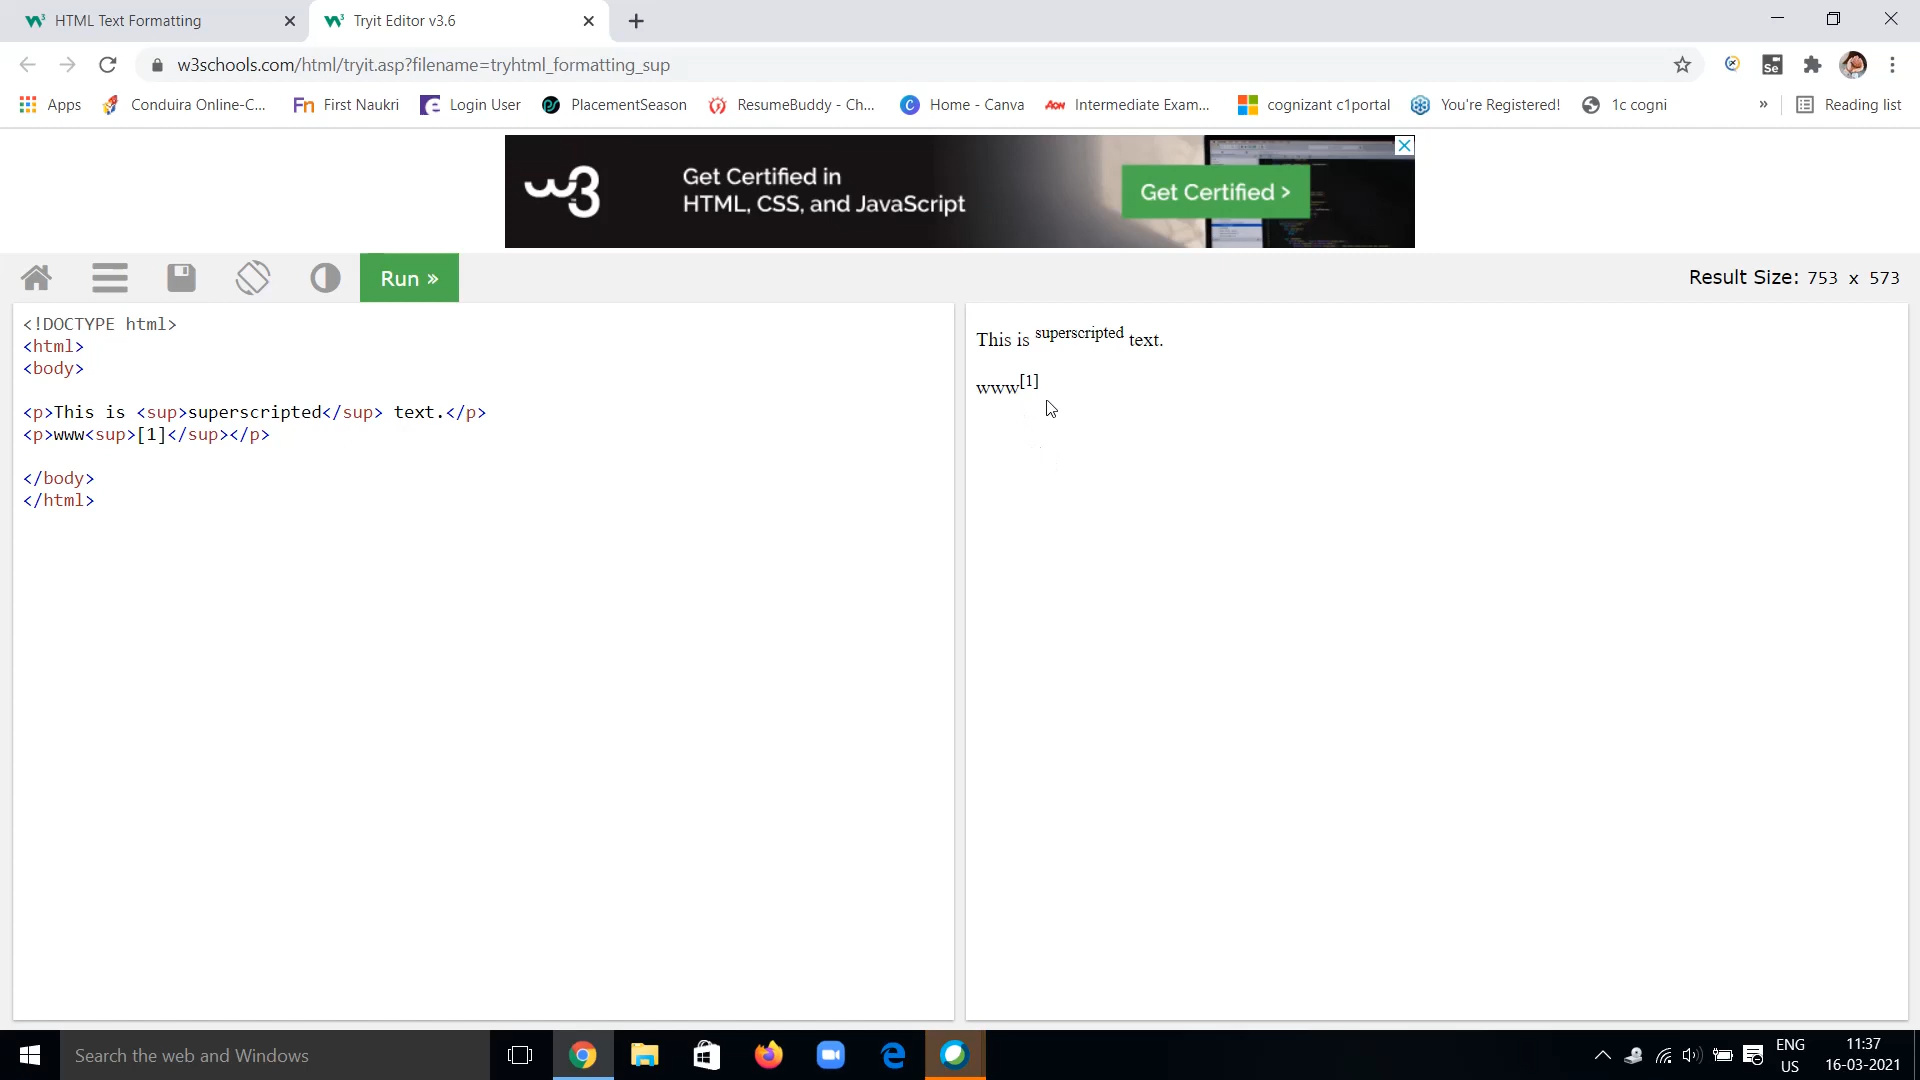 HTML Text Formatting
Tryit Editor v3.6
w3schools.com/html/tryit.asp?filename=tryhtml_formatting_sup
Se
Apps
Conduira Online-C...
Fn First Naukri
Login User
PlacementSeason
ResumeBuddy - Ch...
C Home - Canva
AON Intermediate Exam...
cognizant c1portal
You're Registered!
1c cogni
»
Reading list
w3
Get Certified in
HTML, CSS, and JavaScript
Get Certified >
Run »
Result Size: 753 x 573
<!DOCTYPE html>
<html>
<body>
<p>This is <sup>superscripted</sup> text.</p>
<p>www<sup>[1]</sup></p>
</body>
</html>
This is superscripted text.
www[1]
Search the web and Windows
ENG
US
11:37
16-03-2021